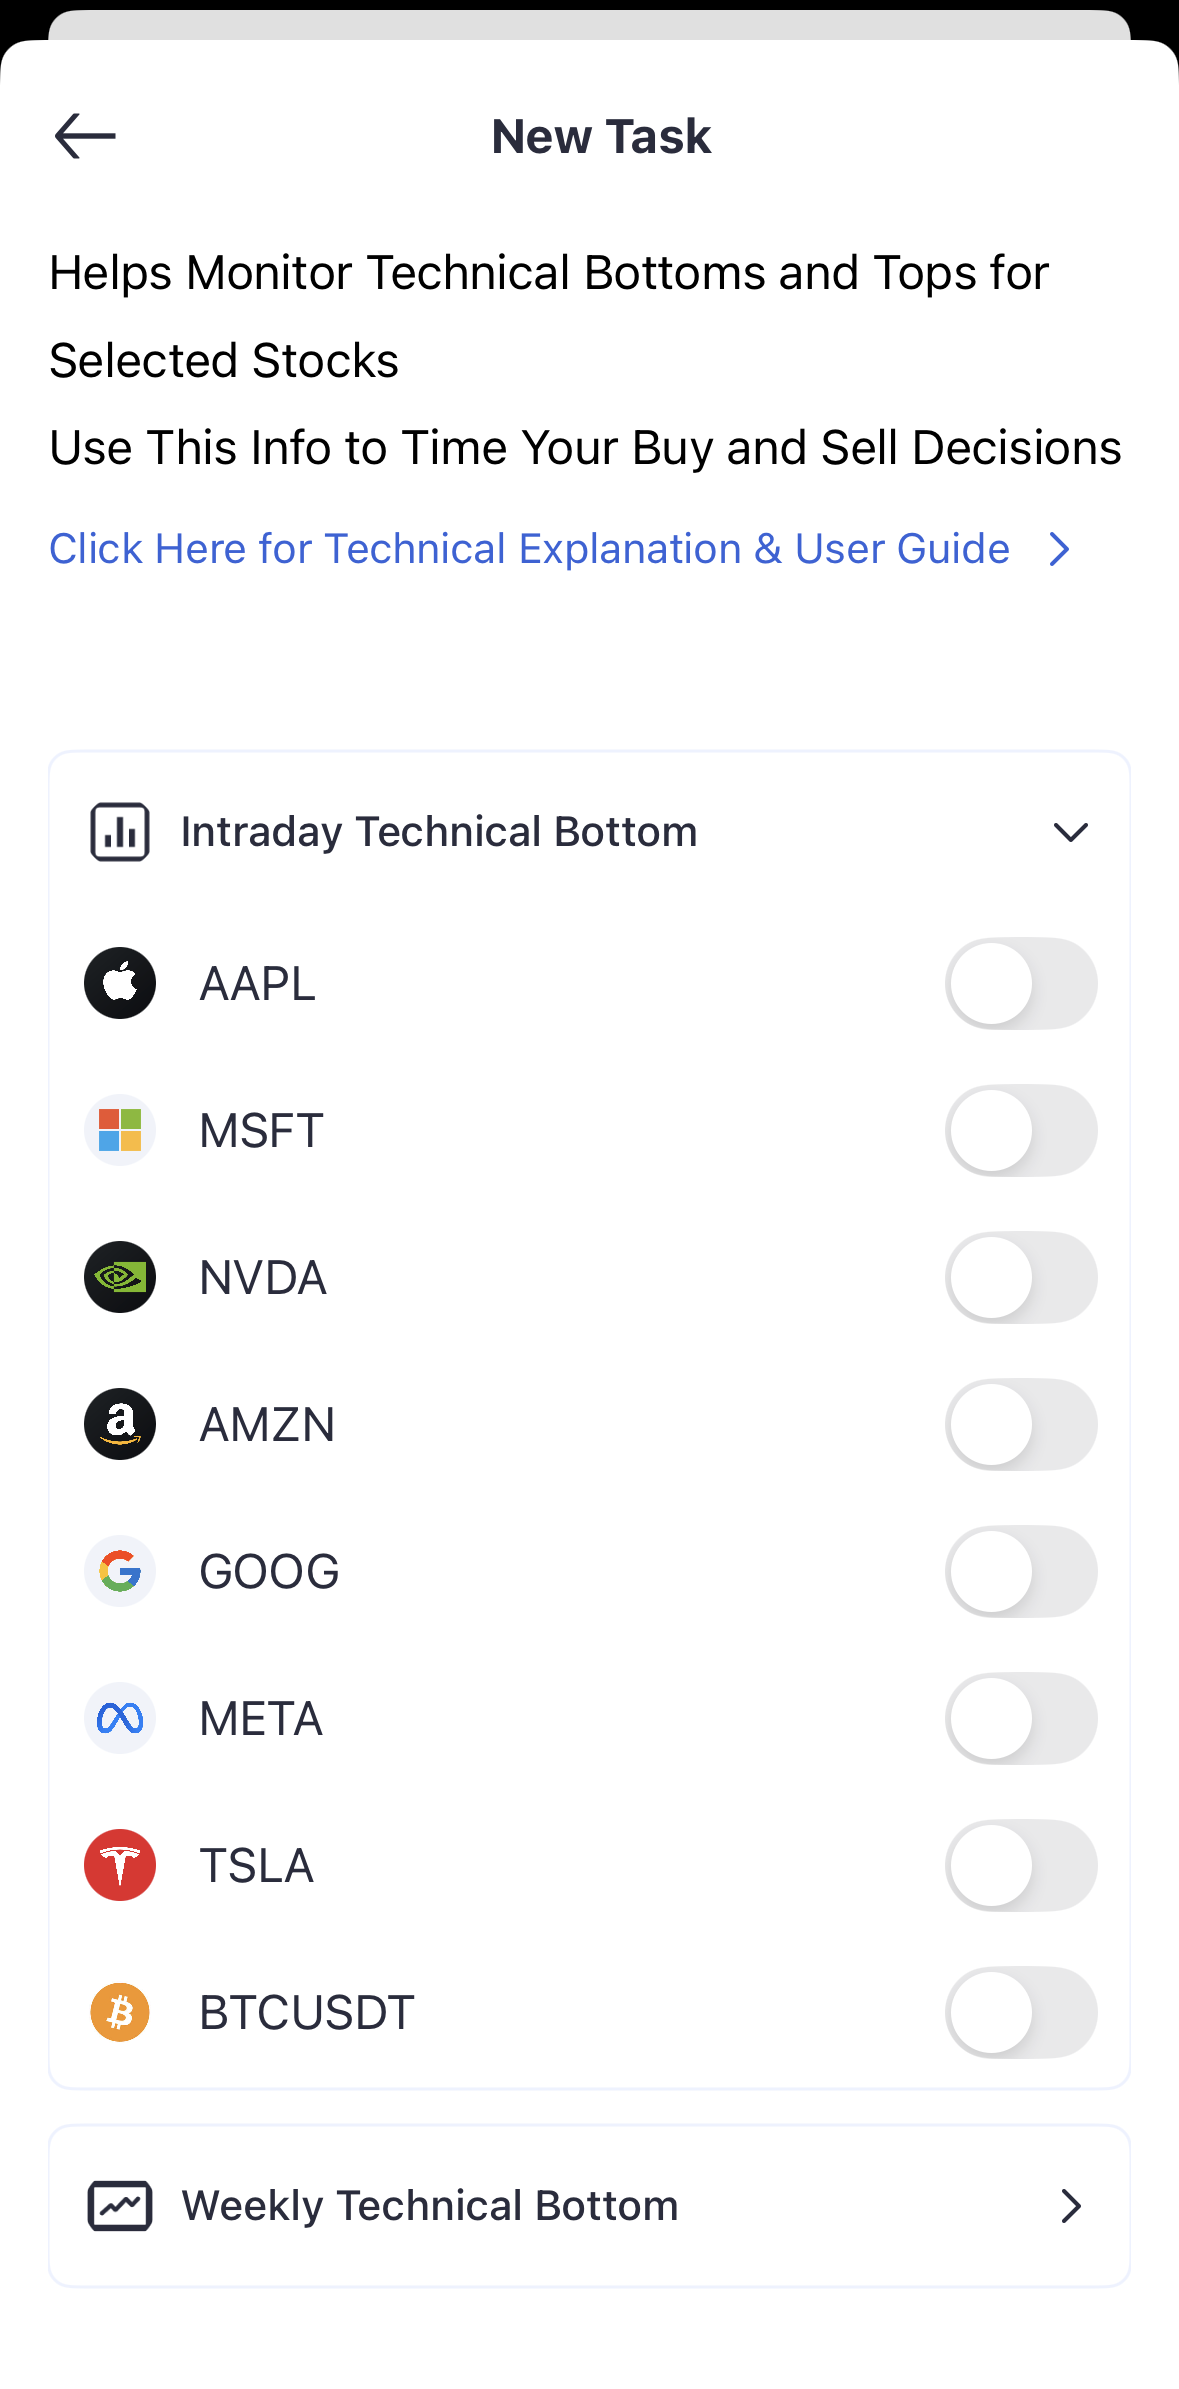 New Task
Helps Monitor Technical Bottoms and Tops for
Selected Stocks
Use This Info to Time Your Buy and Sell Decisions
Click Here for Technical Explanation & User Guide
Intraday Technical Bottom
AAPL
MSFT
NVDA
AMZN
GOOG
META
TSLA
BTCUSDT
Weekly Technical Bottom